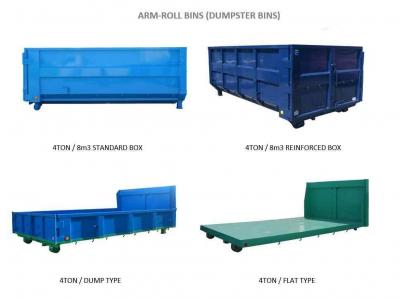 ARM-ROLL BINS (DUMPSTER BINS)
4TON / 8m3 STANDARD BOX
4TON / 8m3 REINFORCED BOX
4TON / DUMP TYPE
4TON / FLAT TYPE